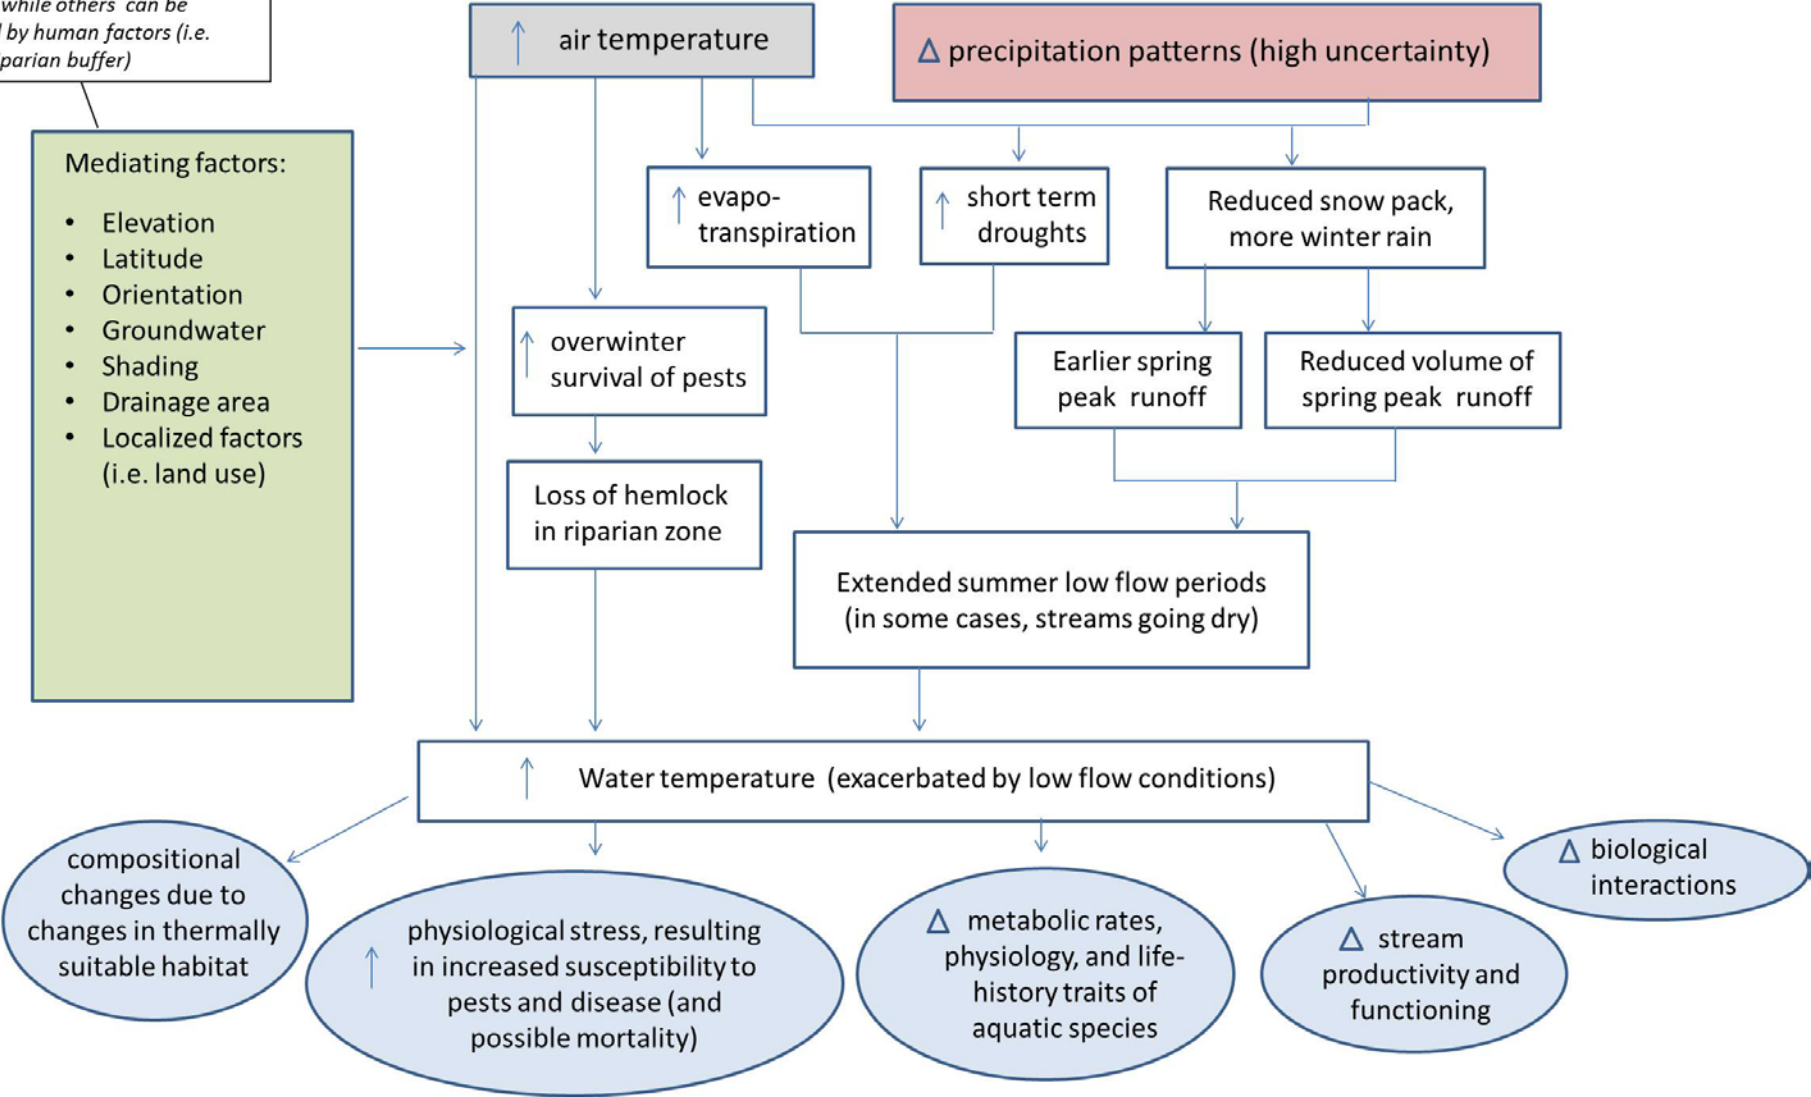 while others can be
by human factors (i.e.
parian buffer)
↑ air temperature
Δ precipitation patterns (high uncertainty)
Mediating factors:
• Elevation
• Latitude
• Orientation
• Groundwater
• Shading
• Drainage area
• Localized factors
(i.e. land use)
↑ evapo-
transpiration
↑ short term
droughts
Reduced snow pack,
more winter rain
↑ overwinter
survival of pests
Earlier spring
peak runoff
Reduced volume of
spring peak runoff
Loss of hemlock
in riparian zone
Extended summer low flow periods
(in some cases, streams going dry)
↑ Water temperature (exacerbated by low flow conditions)
compositional
changes due to
changes in thermally
suitable habitat
↑ physiological stress, resulting
in increased susceptibility to
pests and disease (and
possible mortality)
Δ metabolic rates,
physiology, and life-
history traits of
aquatic species
Δ stream
productivity and
functioning
Δ biological
interactions